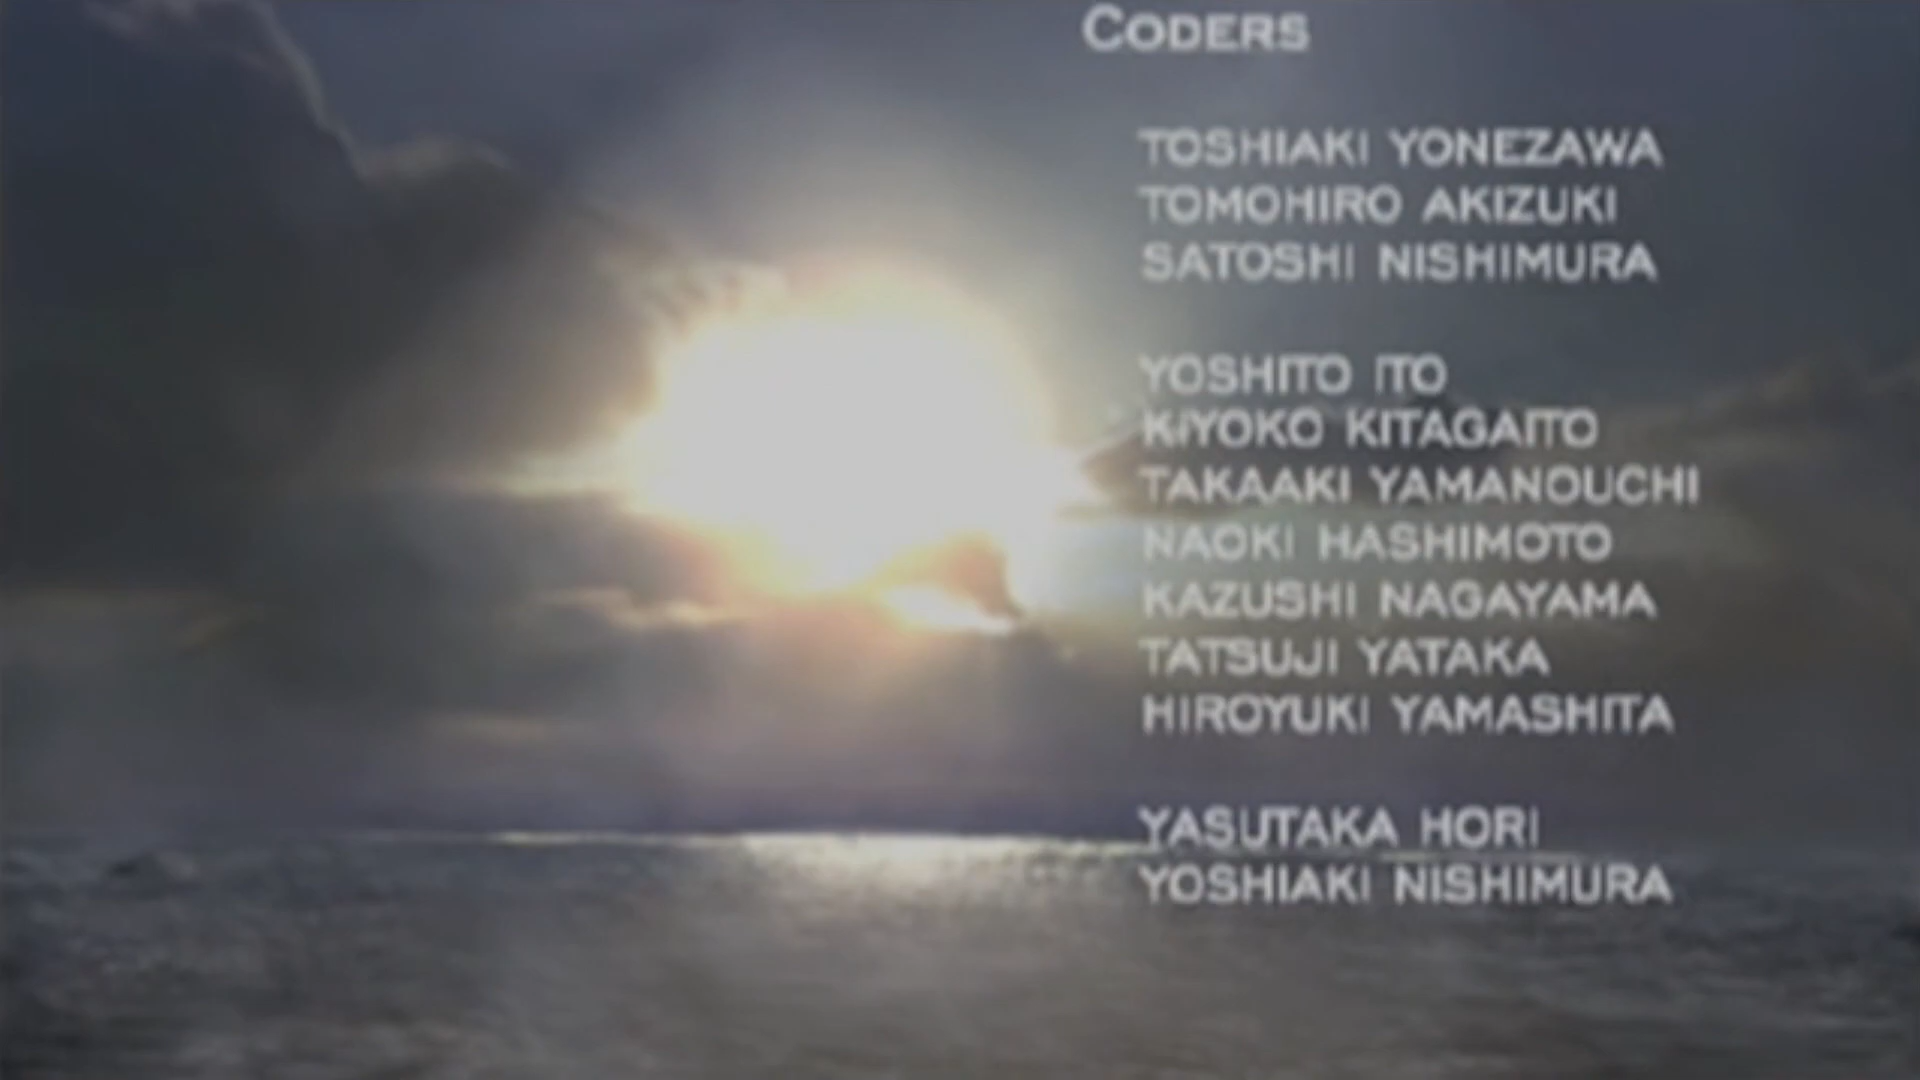 CODERS
TOSHIAKI YONEZAWA
TOMOHIRO AKIZUKI
SATOSHI NISHIMURA
YOSHITO ITO
KIYOKO KITAGAITO
TAKAAKI YAMANOUCHI
NAOKI HASHIMOTO
KAZUSHI NAGAYAMA
TATSUJI YATAKA
HIROYUKI YAMASHITA
YASUTAKA HORI
YOSHIAKI NISHIMURA